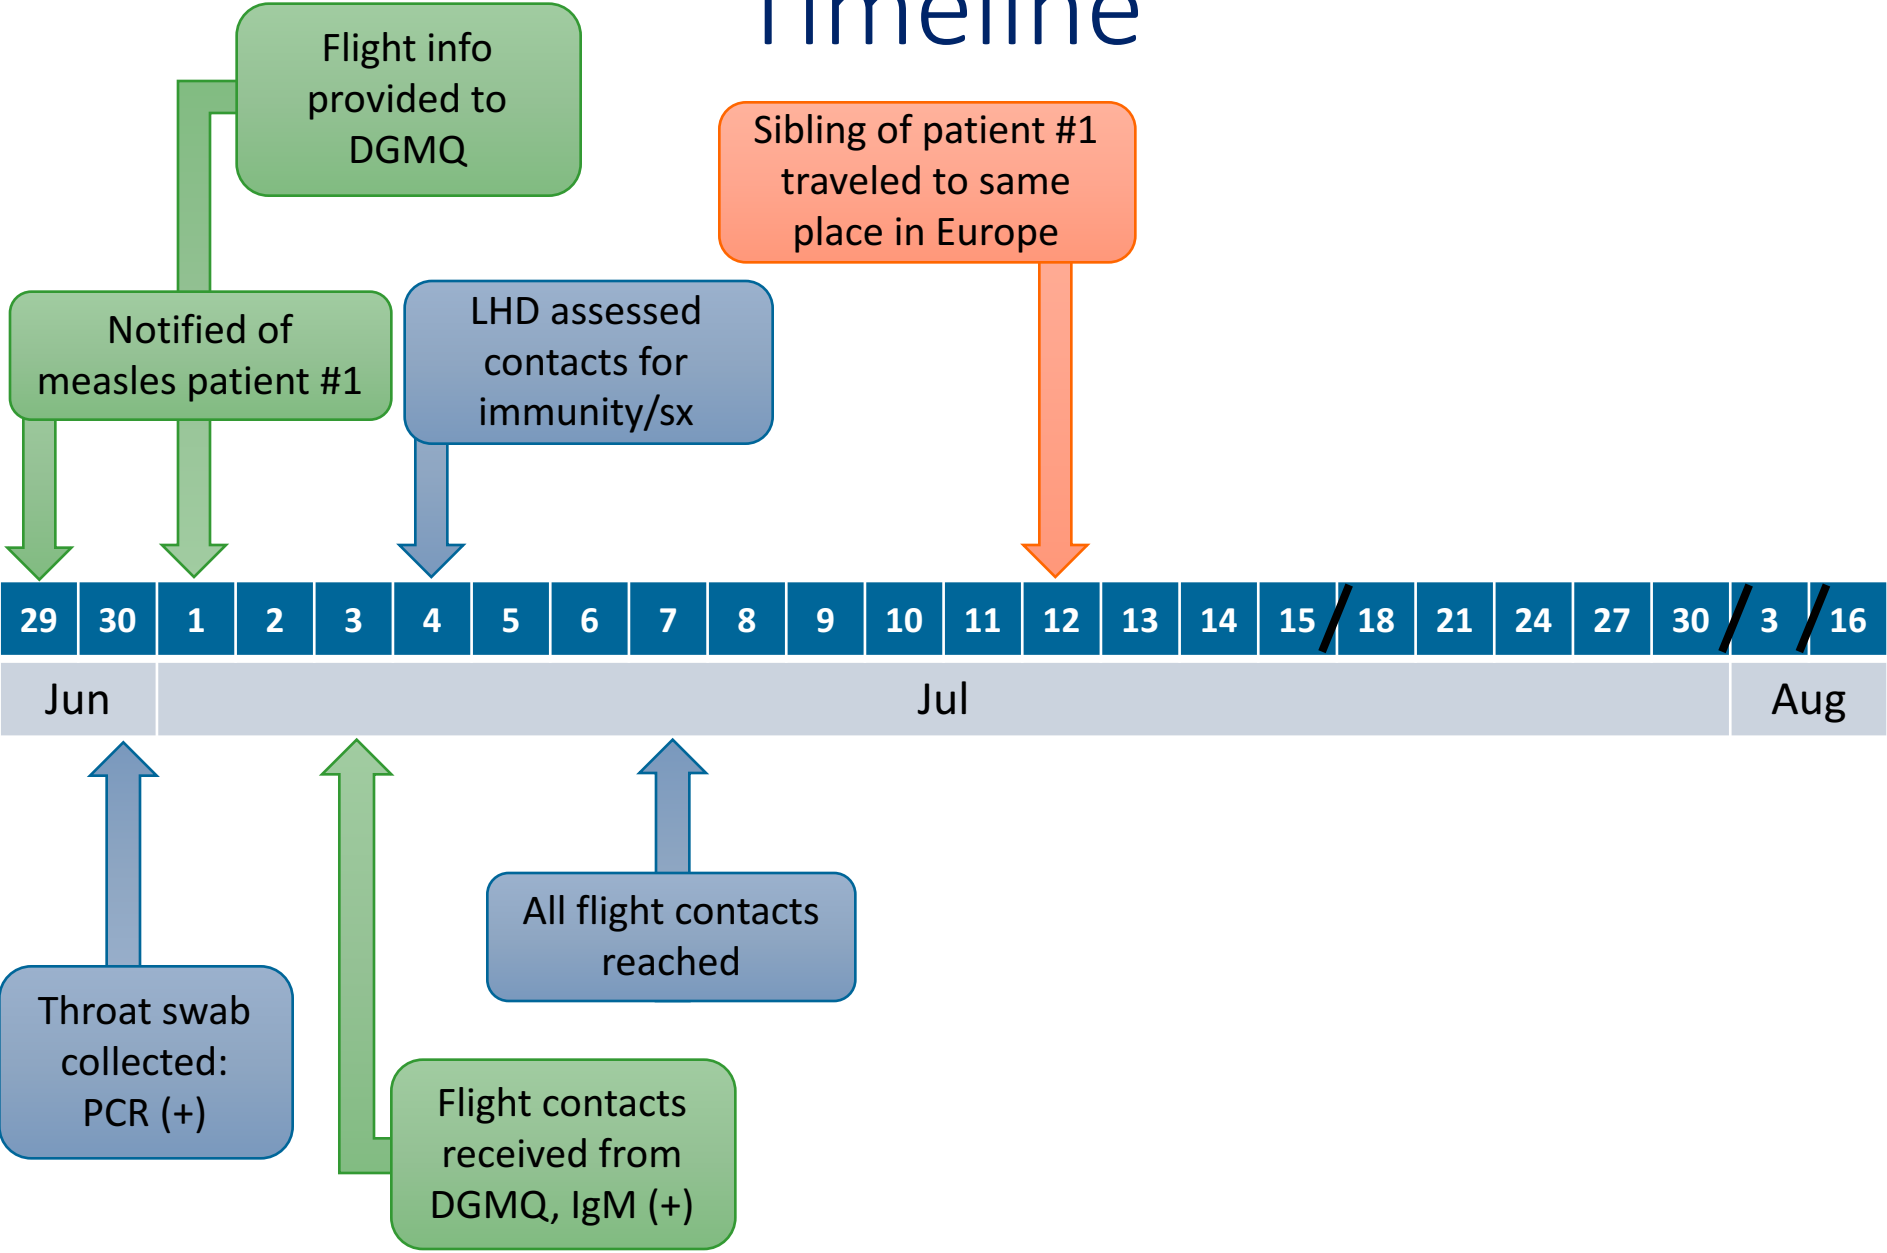 Timeline
Flight info
provided to
DGMQ
Sibling of patient #1
traveled to same
place in Europe
Notified of
measles patient #1
LHD assessed
contacts for
immunity/sx
29 30 1 2 3 4 5 6 7 8 9 10 11 12 13 14 15 18 21 24 27 30 3 16
Jun Jul Aug
All flight contacts
reached
Throat swab
collected:
PCR (+)
Flight contacts
received from
DGMQ, IgM (+)